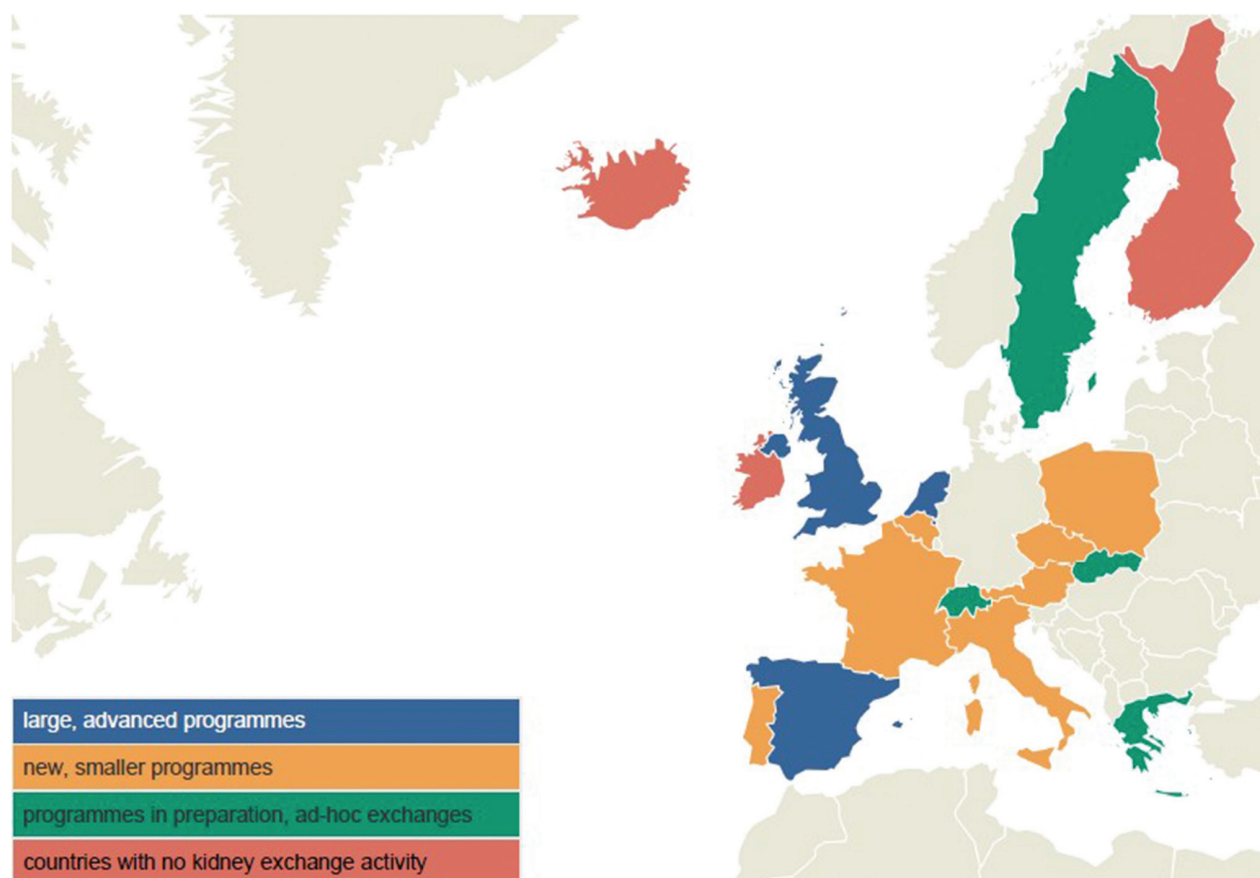 large, advanced programmes
new, smaller programmes
programmes in preparation, ad-hoc exchanges
countries with no kidney exchange activity